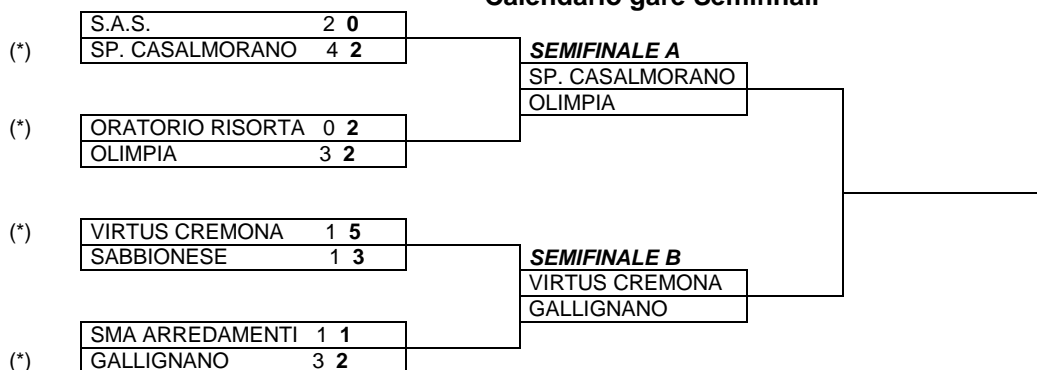 Calendario gare Semifinali
S.A.S. 2 0
(*) SP. CASALMORANO 4 2
SEMIFINALE A
SP. CASALMORANO
OLIMPIA
(*) ORATORIO RISORTA 0 2
OLIMPIA 3 2
(*) VIRTUS CREMONA 1 5
SABBIONESE 1 3
SEMIFINALE B
VIRTUS CREMONA
GALLIGNANO
SMA ARREDAMENTI 1 1
(*) GALLIGNANO 3 2